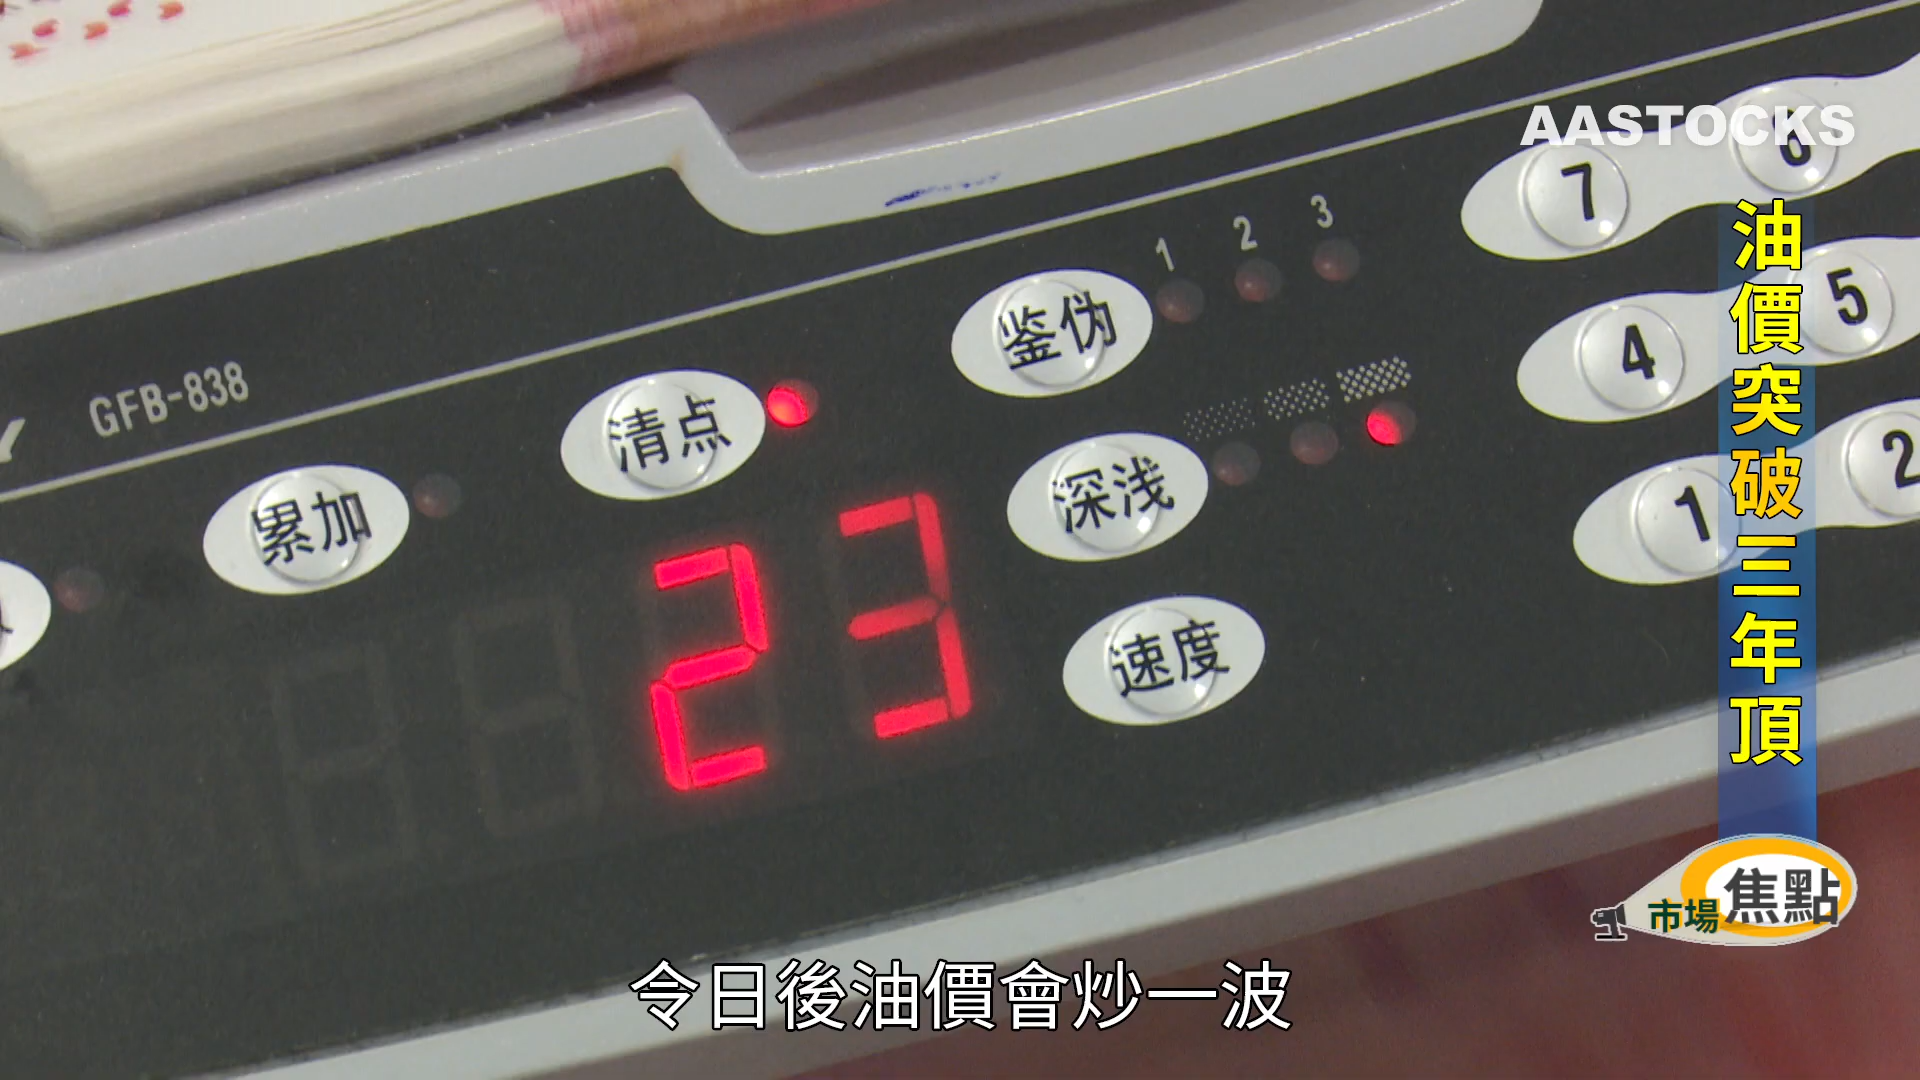 AASTOCKS
油價突破三年頂
市場焦點
GFB-838
累加
清点
鉴伪
1 2 3
深浅
速度
23
7 6
4 5
1 2
令日後油價會炒一波